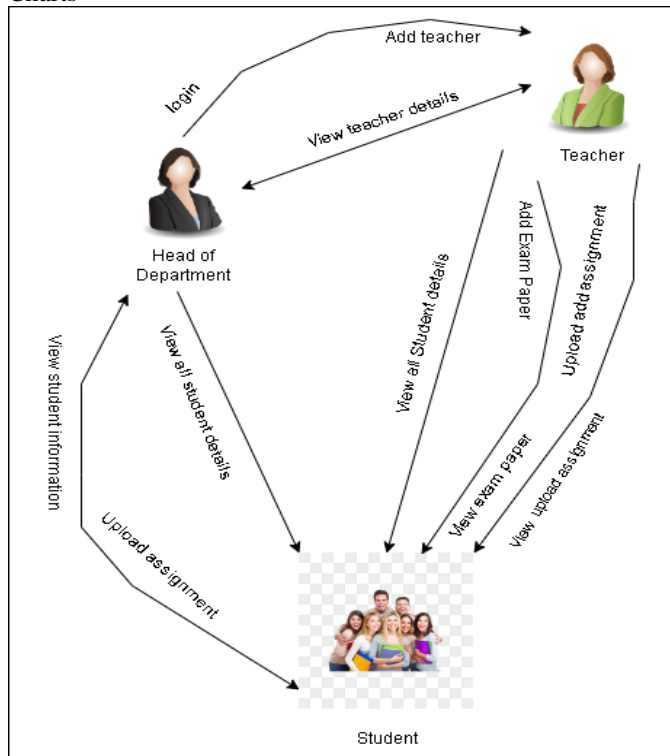 Charts
Add teacher
login
View teacher details
Teacher
Head of
Department
Add Exam Paper
Upload add assignment
View all Student details
View student information
View all student details
View exam paper
View upload assignment
Upload assignment
Student